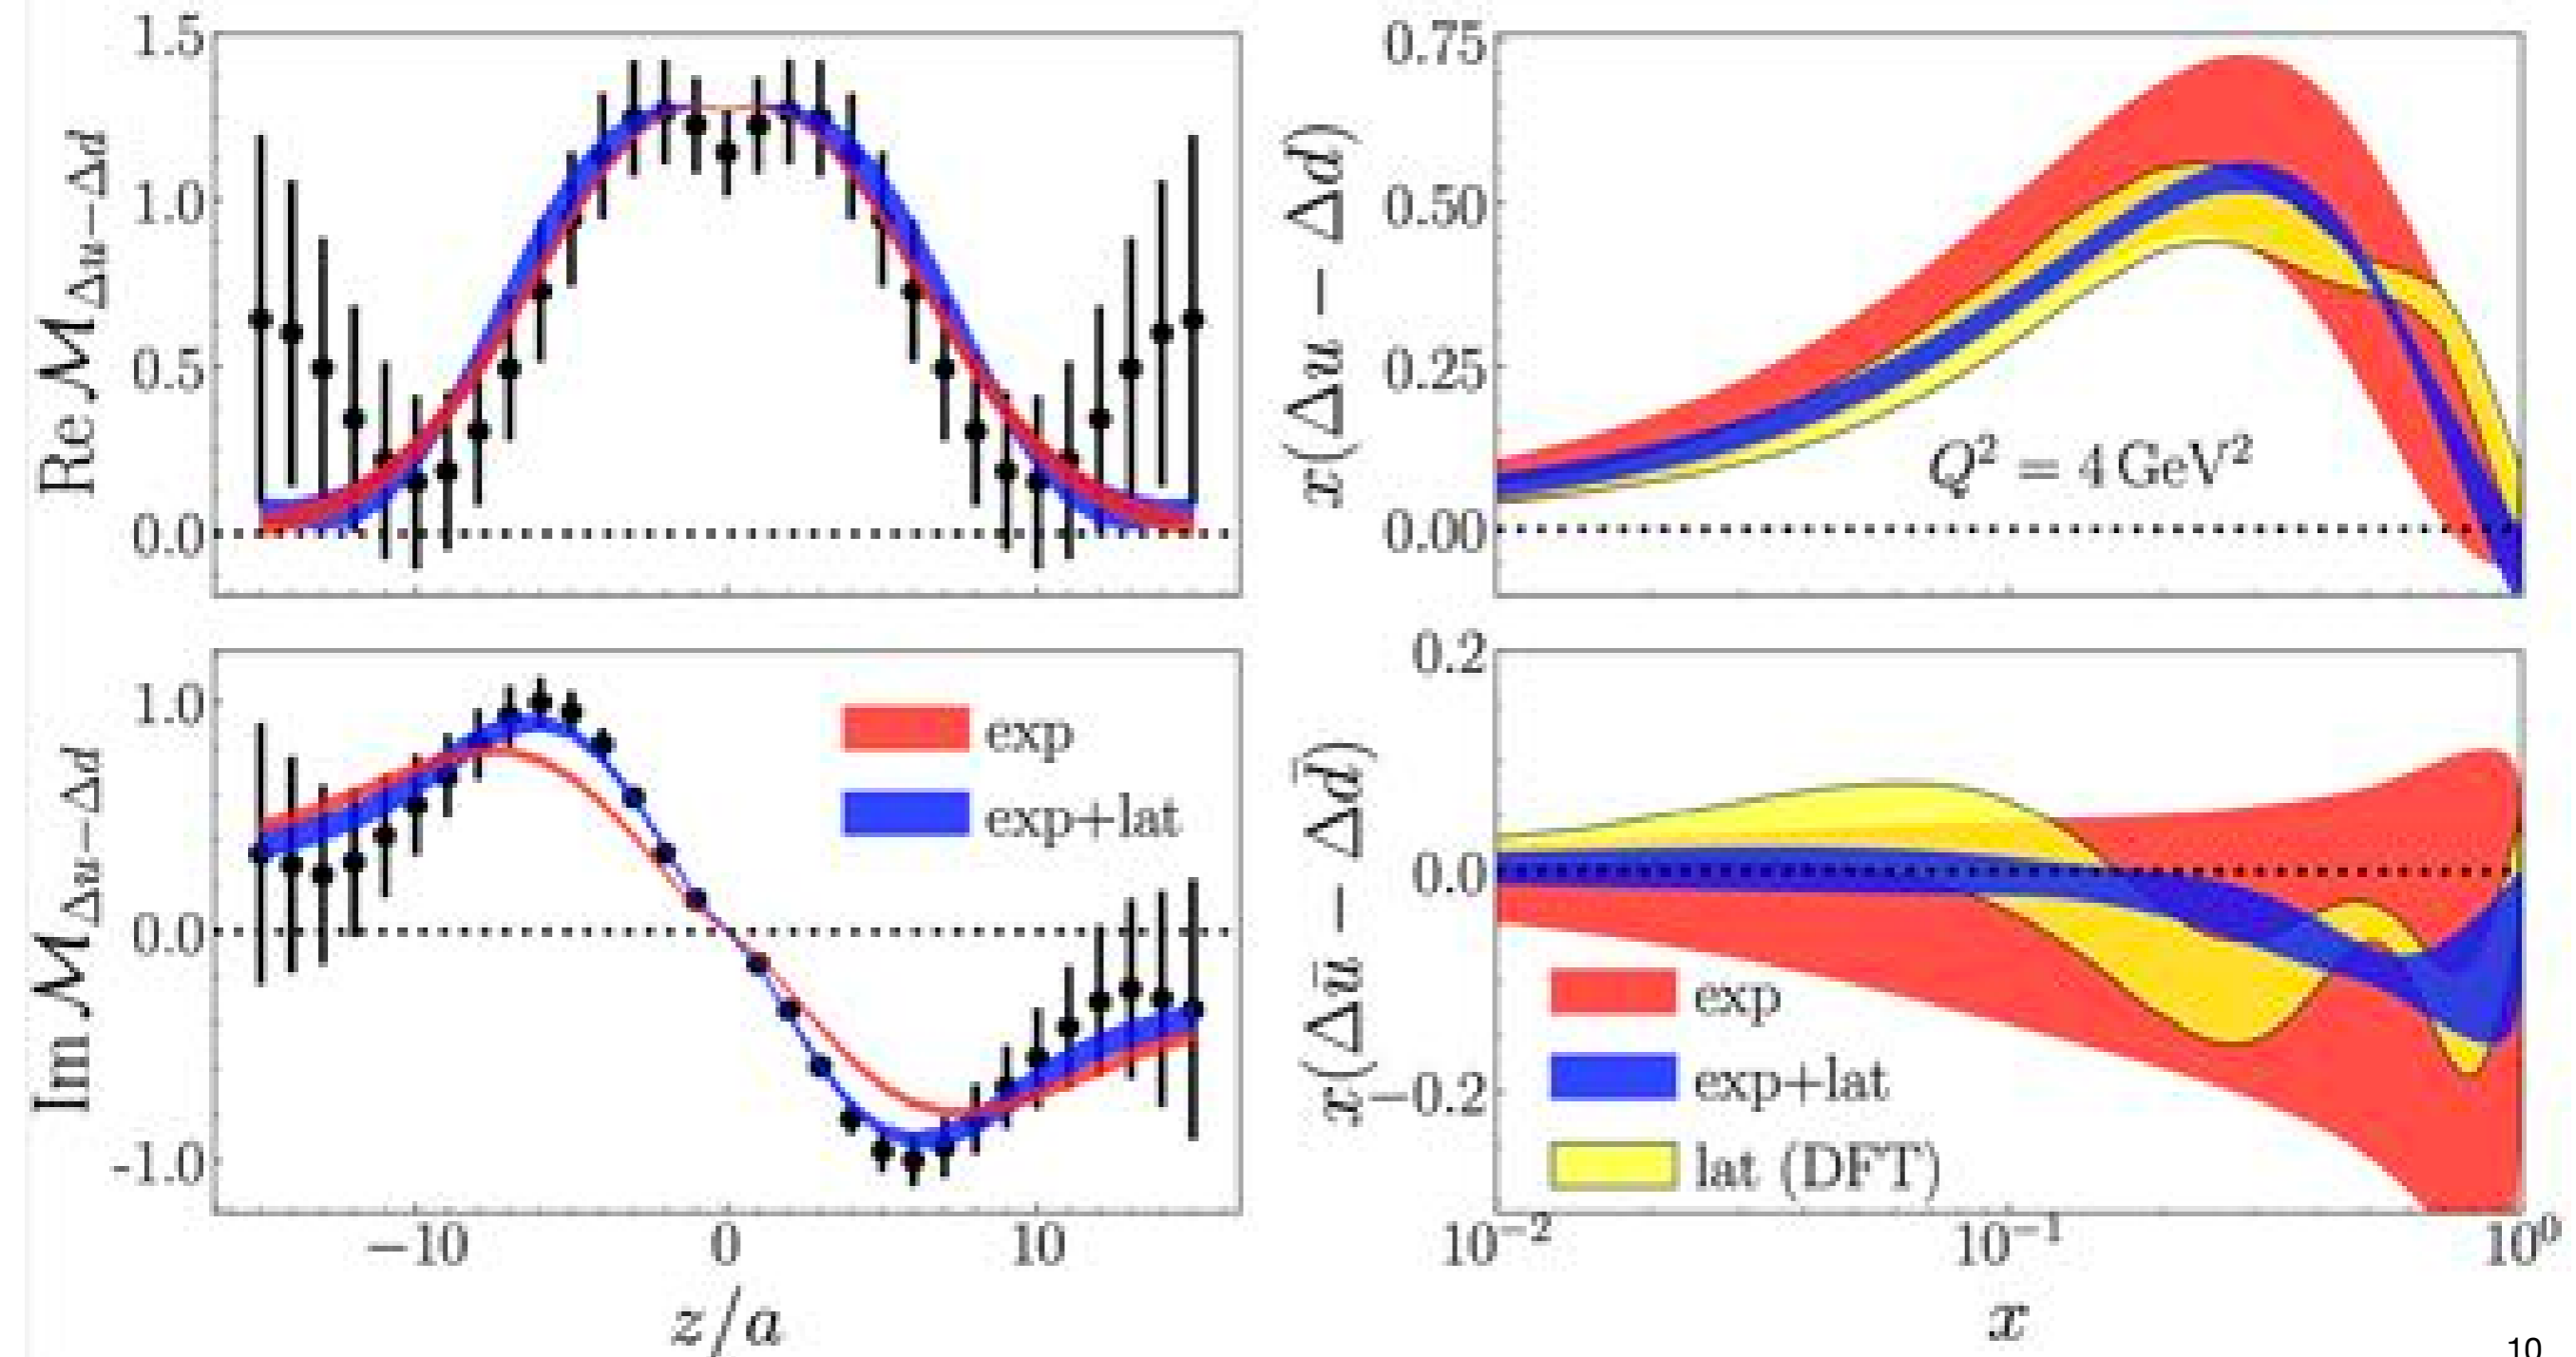 1.5
1.0
0.5
0.0
Re M Δu−Δd
0.75
0.50
0.25
0.00
x(Δu − Δd)
Q² = 4 GeV²
1.0
0.0
-1.0
Im M Δu−Δd
exp
exp+lat
−10
0
10
z/a
0.2
0.0
−0.2
x(Δū − Δd̄)
exp
exp+lat
lat (DFT)
10⁻²
10⁻¹
10⁰
x
10